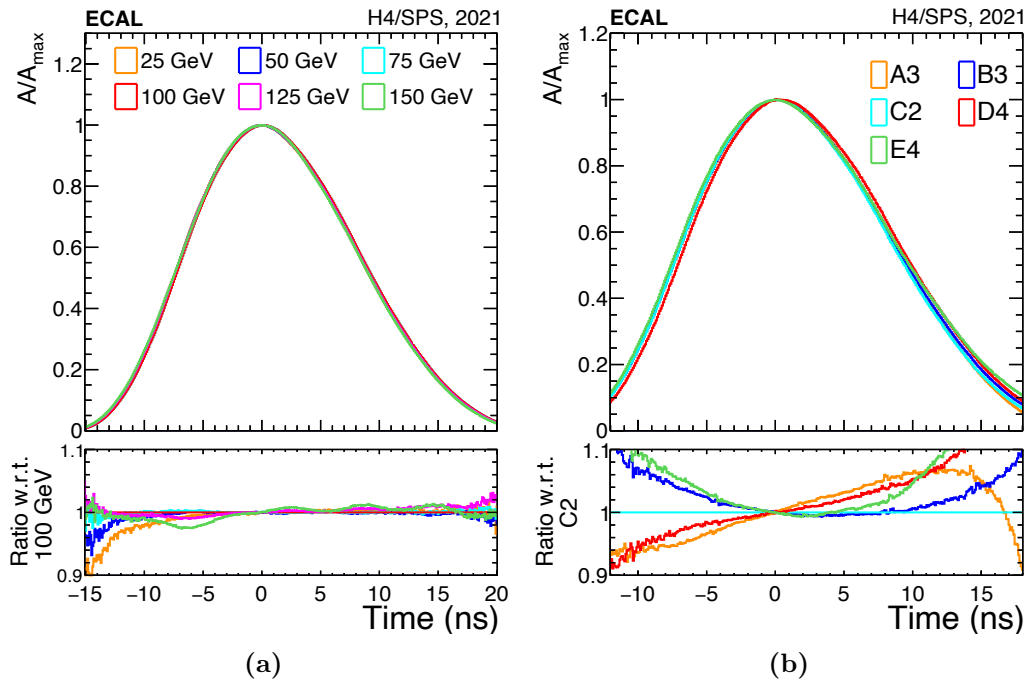 ECAL H4/SPS, 2021
A/A_max
25 GeV 50 GeV 75 GeV
100 GeV 125 GeV 150 GeV
1.2
1
0.8
0.6
0.4
0.2
0
Ratio w.r.t.
100 GeV
1.1
1
0.9
−15 −10 −5 0 5 10 15 20
Time (ns)
(a)
ECAL H4/SPS, 2021
A/A_max
A3 B3
C2 D4
E4
1.2
1
0.8
0.6
0.4
0.2
0
Ratio w.r.t.
C2
1.1
1
0.9
−10 −5 0 5 10 15
Time (ns)
(b)